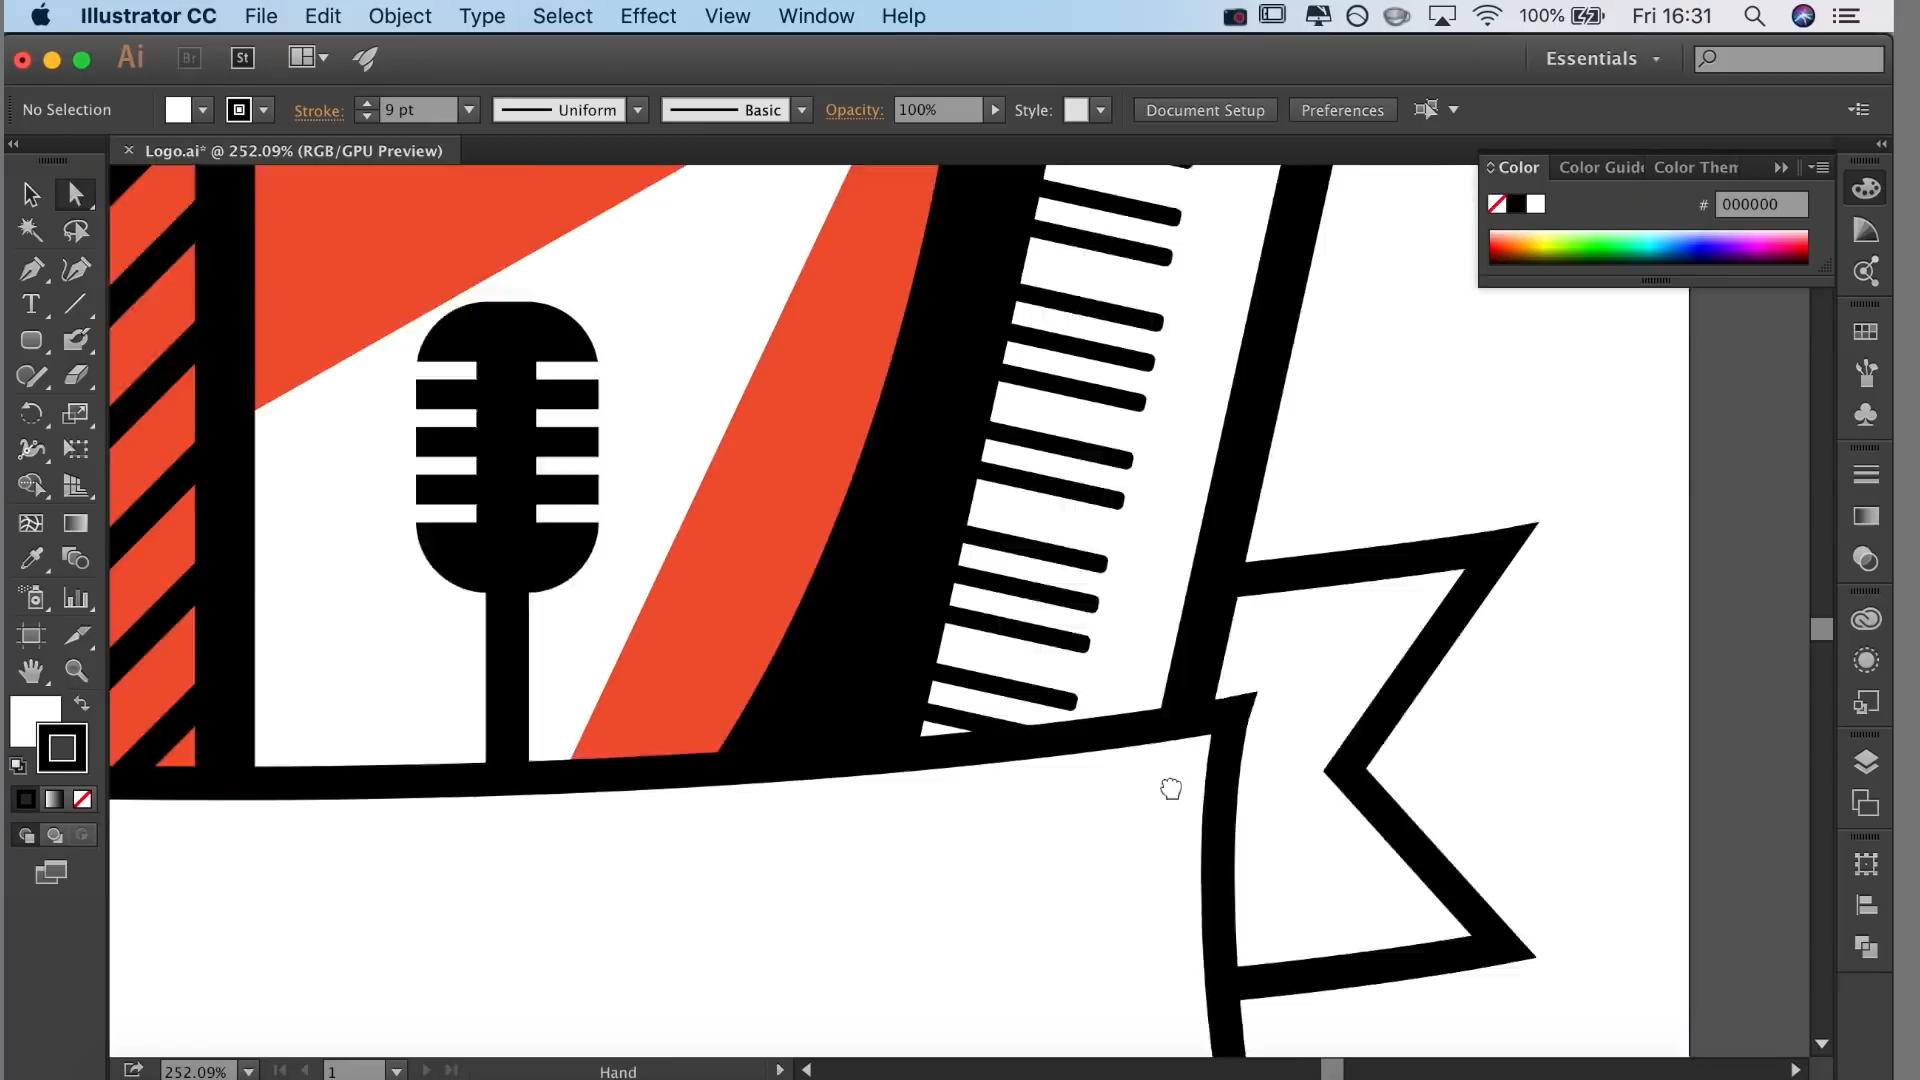 Illustrator CC File Edit Object Type Select Effect View Window Help 100% Fri 16:31
Ai Br St Essentials
No Selection Stroke: 9 pt Uniform Basic Opacity: 100% Style: Document Setup Preferences
× Logo.ai* @ 252.09% (RGB/GPU Preview)
Color Color Guid Color Then
# 000000
T
252.09% 1 Hand